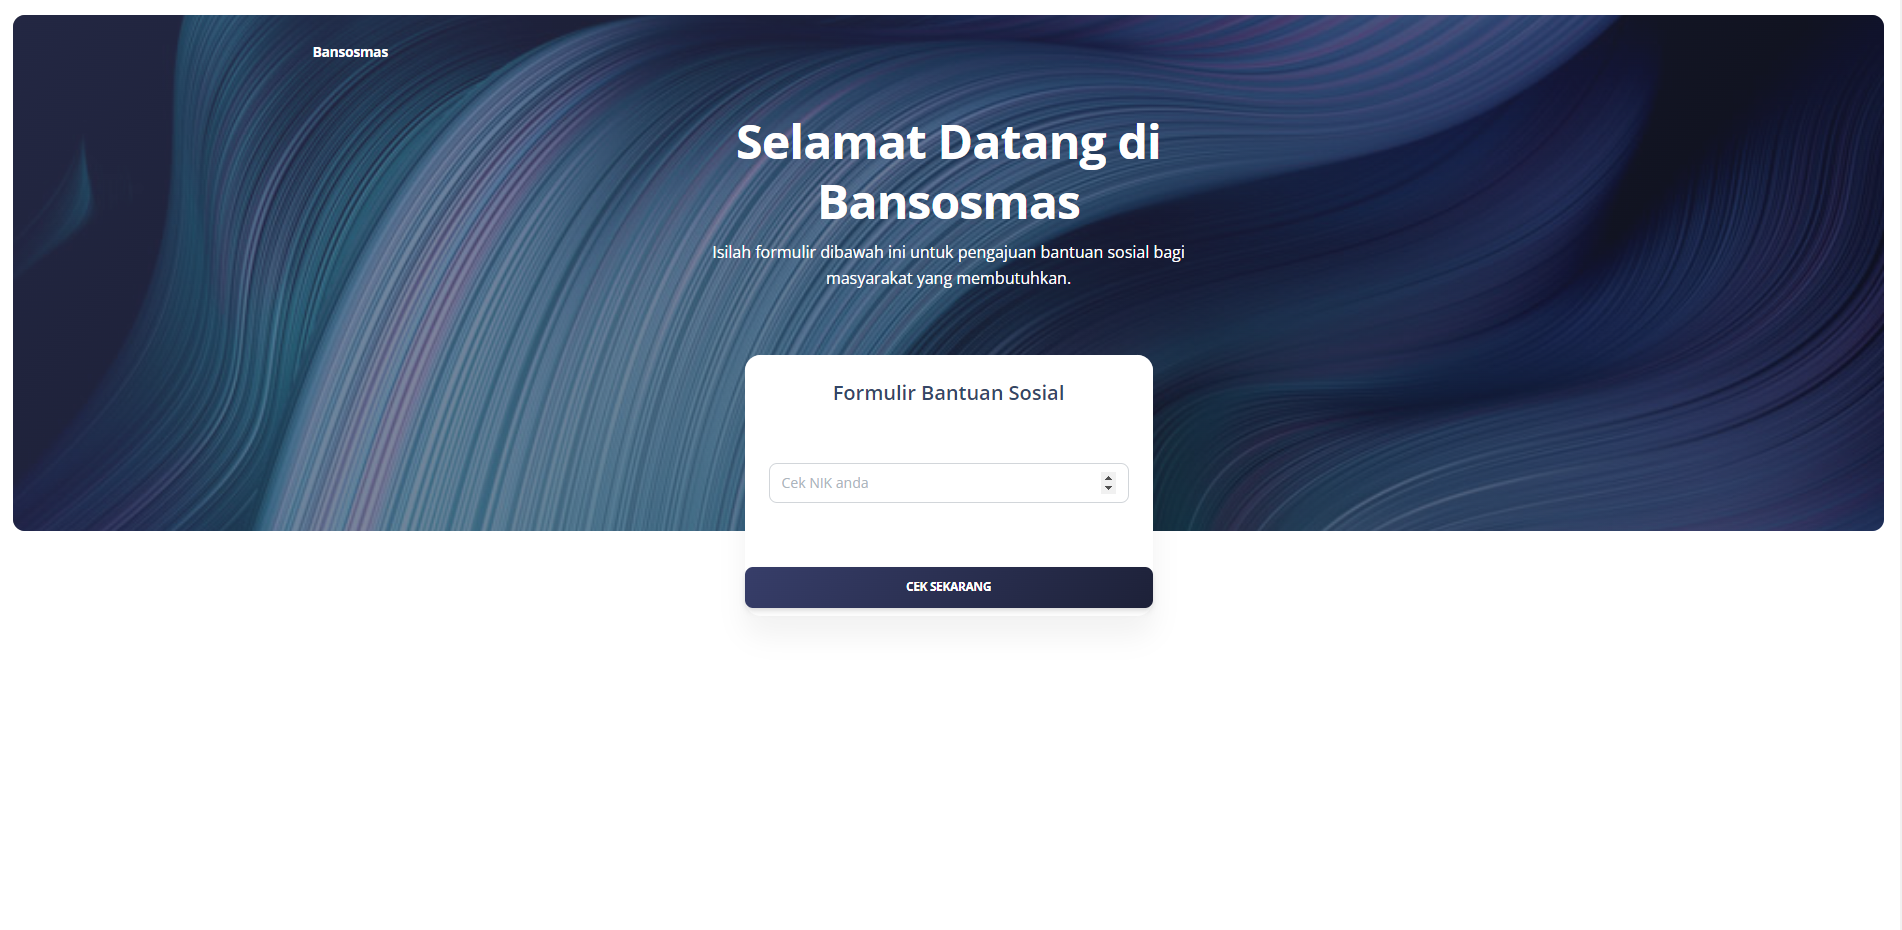 Bansosmas
Selamat Datang di
Bansosmas
Isilah formulir dibawah ini untuk pengajuan bantuan sosial bagi
masyarakat yang membutuhkan.
Formulir Bantuan Sosial
Cek NIK anda
CEK SEKARANG